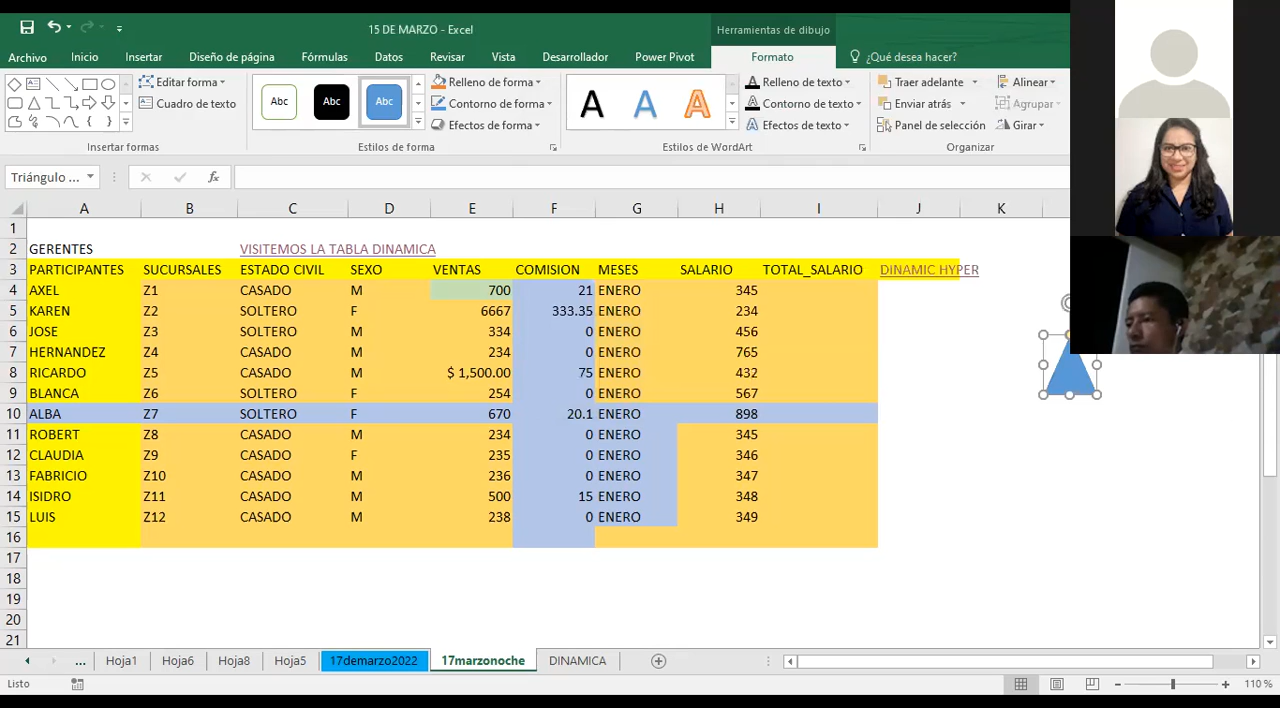 15 DE MARZO - Excel
Herramientas de dibujo
Archivo Inicio Insertar Diseño de página Fórmulas Datos Revisar Vista Desarrollador Power Pivot Formato ¿Qué desea hacer?
Editar forma
Cuadro de texto
Abc Abc Abc
Relleno de forma
Contorno de forma
Efectos de forma
A A A
Relleno de texto
Contorno de texto
Efectos de texto
Traer adelante
Enviar atrás
Panel de selección
Alinear
Agrupar
Girar
Insertar formas Estilos de forma Estilos de WordArt Organizar
Triángulo ... fx
A B C D E F G H I J K
1
2 GERENTES VISITEMOS LA TABLA DINAMICA
3 PARTICIPANTES SUCURSALES ESTADO CIVIL SEXO VENTAS COMISION MESES SALARIO TOTAL_SALARIO DiNAMIC HYPER
4 AXEL Z1 CASADO M 700 21 ENERO 345
5 KAREN Z2 SOLTERO F 6667 333.35 ENERO 234
6 JOSE Z3 SOLTERO M 334 0 ENERO 456
7 HERNANDEZ Z4 CASADO M 234 0 ENERO 765
8 RICARDO Z5 CASADO M $ 1,500.00 75 ENERO 432
9 BLANCA Z6 SOLTERO F 254 0 ENERO 567
10 ALBA Z7 SOLTERO F 670 20.1 ENERO 898
11 ROBERT Z8 CASADO M 234 0 ENERO 345
12 CLAUDIA Z9 CASADO F 235 0 ENERO 346
13 FABRICIO Z10 CASADO M 236 0 ENERO 347
14 ISIDRO Z11 CASADO M 500 15 ENERO 348
15 LUIS Z12 CASADO M 238 0 ENERO 349
16
17
18
19
20
21
... Hoja1 Hoja6 Hoja8 Hoja5 17demarzo2022 17marzonoche DINAMICA
Listo 110 %